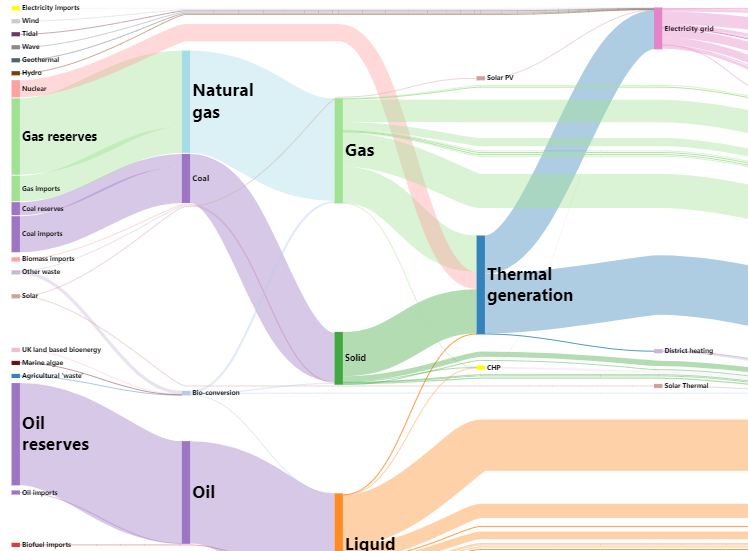 Electricity imports
Wind
Tidal
Wave
Geothermal
Hydro
Nuclear
Gas reserves
Gas imports
Coal reserves
Coal imports
Biomass imports
Other waste
Solar
UK land based bioenergy
Marine algae
Agricultural 'waste'
Oil
reserves
Oil imports
Biofuel imports
Natural
gas
Coal
Bio-conversion
Oil
Gas
Solid
Liquid
Solar PV
Thermal
generation
CHP
Electricity grid
District heating
Solar Thermal